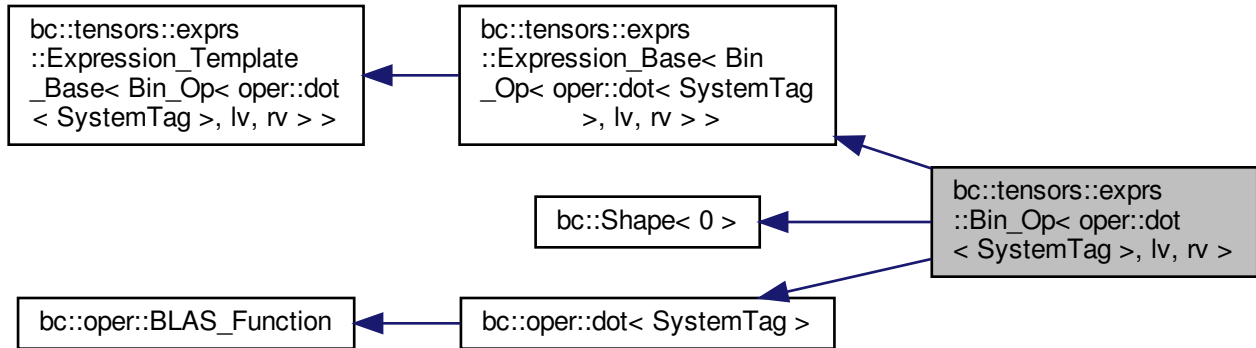 bc::tensors::exprs
::Expression_Template
_Base< Bin_Op< oper::dot
< SystemTag >, lv, rv > >
bc::tensors::exprs
::Expression_Base< Bin
_Op< oper::dot< SystemTag
>, lv, rv > >
bc::tensors::exprs
::Bin_Op< oper::dot
< SystemTag >, lv, rv >
bc::Shape< 0 >
bc::oper::BLAS_Function
bc::oper::dot< SystemTag >